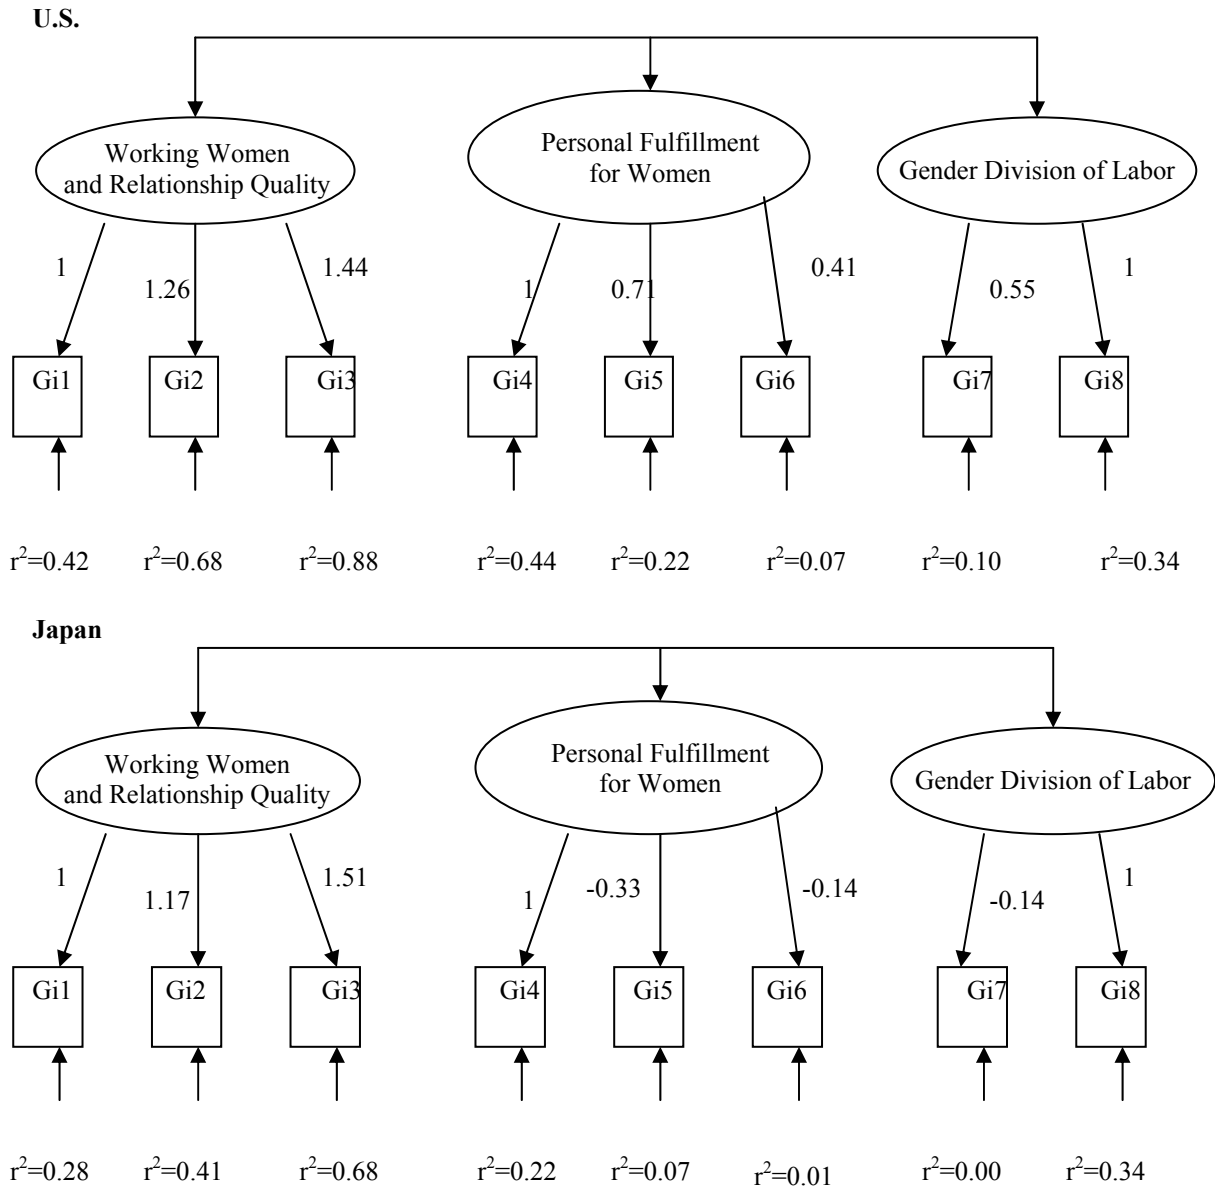 U.S.
Working Women
and Relationship Quality
Personal Fulfillment
for Women
Gender Division of Labor
1
1.26
1.44
1
0.71
0.41
0.55
1
Gi1
Gi2
Gi3
Gi4
Gi5
Gi6
Gi7
Gi8
r²=0.42
r²=0.68
r²=0.88
r²=0.44
r²=0.22
r²=0.07
r²=0.10
r²=0.34
Japan
Working Women
and Relationship Quality
Personal Fulfillment
for Women
Gender Division of Labor
1
1.17
1.51
1
-0.33
-0.14
-0.14
1
Gi1
Gi2
Gi3
Gi4
Gi5
Gi6
Gi7
Gi8
r²=0.28
r²=0.41
r²=0.68
r²=0.22
r²=0.07
r²=0.01
r²=0.00
r²=0.34